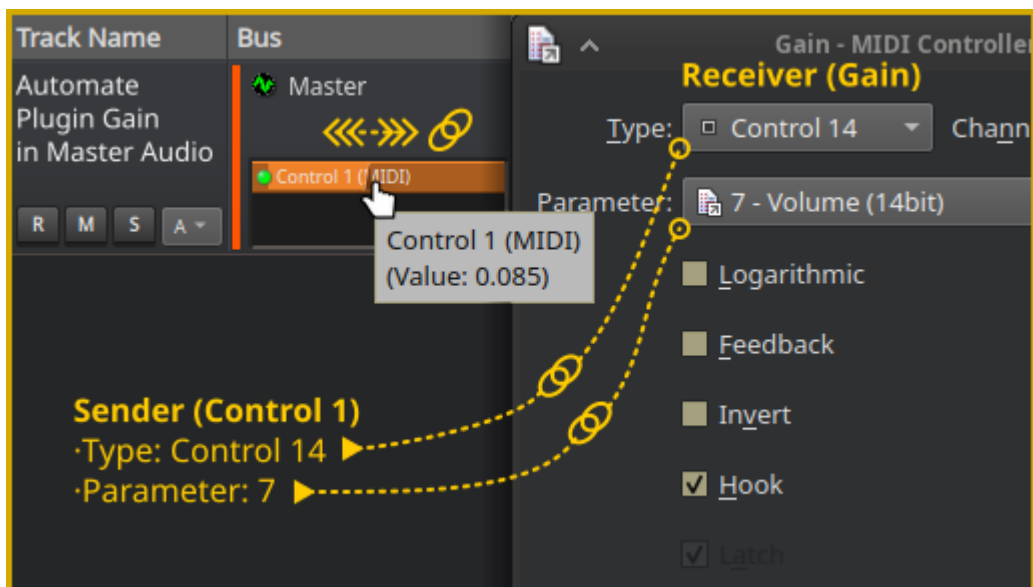 Track Name
Bus
Automate
Plugin Gain
in Master Audio
R M S A
Master
Control 1 (MIDI)
Control 1 (MIDI)
(Value: 0.085)
Sender (Control 1)
·Type: Control 14
·Parameter: 7
Gain - MIDI Controlle
Receiver (Gain)
Type: Control 14 Chann
Parameter: 7 - Volume (14bit)
Logarithmic
Feedback
Invert
Hook
Latch